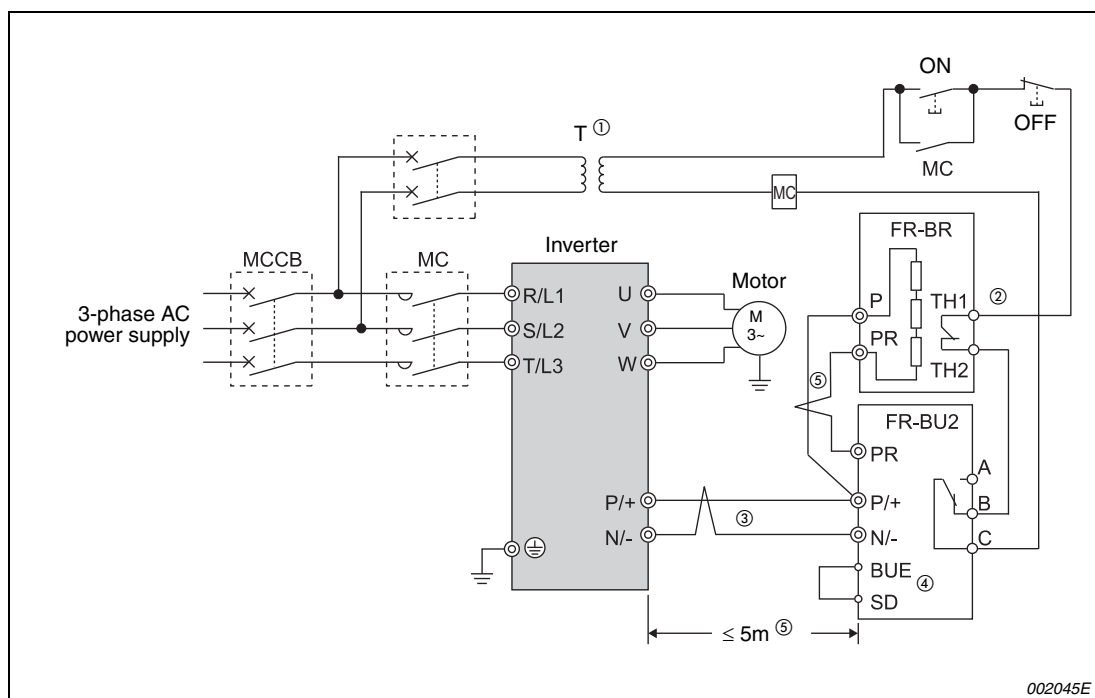 ON
OFF
T ①
MC
MC
FR-BR
MCCB
MC
Inverter
Motor
3-phase AC
power supply
R/L1
S/L2
T/L3
U
V
W
M
3~
P
PR
TH1
②
TH2
⑤
FR-BU2
PR
A
B
C
P/+
N/-
③
P/+
N/-
BUE
SD
④
≤ 5m ⑤
002045E